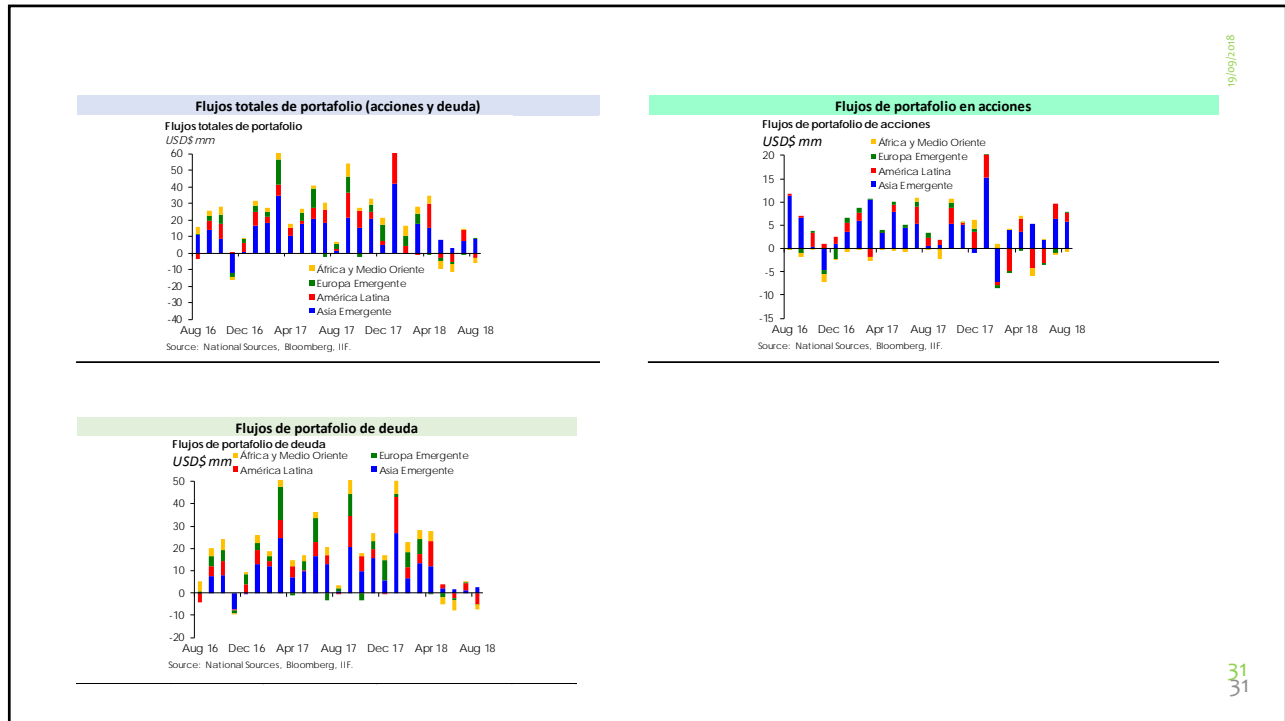 19/09/2018
Flujos totales de portafolio (acciones y deuda)
Flujos totales de portafolio
USD$ mm
60
50
40
30
20
10
0
-10
-20
-30
-40
África y Medio Oriente
Europa Emergente
América Latina
Asia Emergente
Aug 16 Dec 16 Apr 17 Aug 17 Dec 17 Apr 18 Aug 18
Source: National Sources, Bloomberg, IIF.
Flujos de portafolio en acciones
Flujos de portafolio de acciones
USD$ mm
África y Medio Oriente
Europa Emergente
América Latina
Asia Emergente
20
15
10
5
0
-5
-10
-15
Aug 16 Dec 16 Apr 17 Aug 17 Dec 17 Apr 18 Aug 18
Source: National Sources, Bloomberg, IIF.
Flujos de portafolio de deuda
Flujos de portafolio de deuda
USD$ mm
África y Medio Oriente Europa Emergente
América Latina Asia Emergente
50
40
30
20
10
0
-10
-20
Aug 16 Dec 16 Apr 17 Aug 17 Dec 17 Apr 18 Aug 18
Source: National Sources, Bloomberg, IIF.
31
31